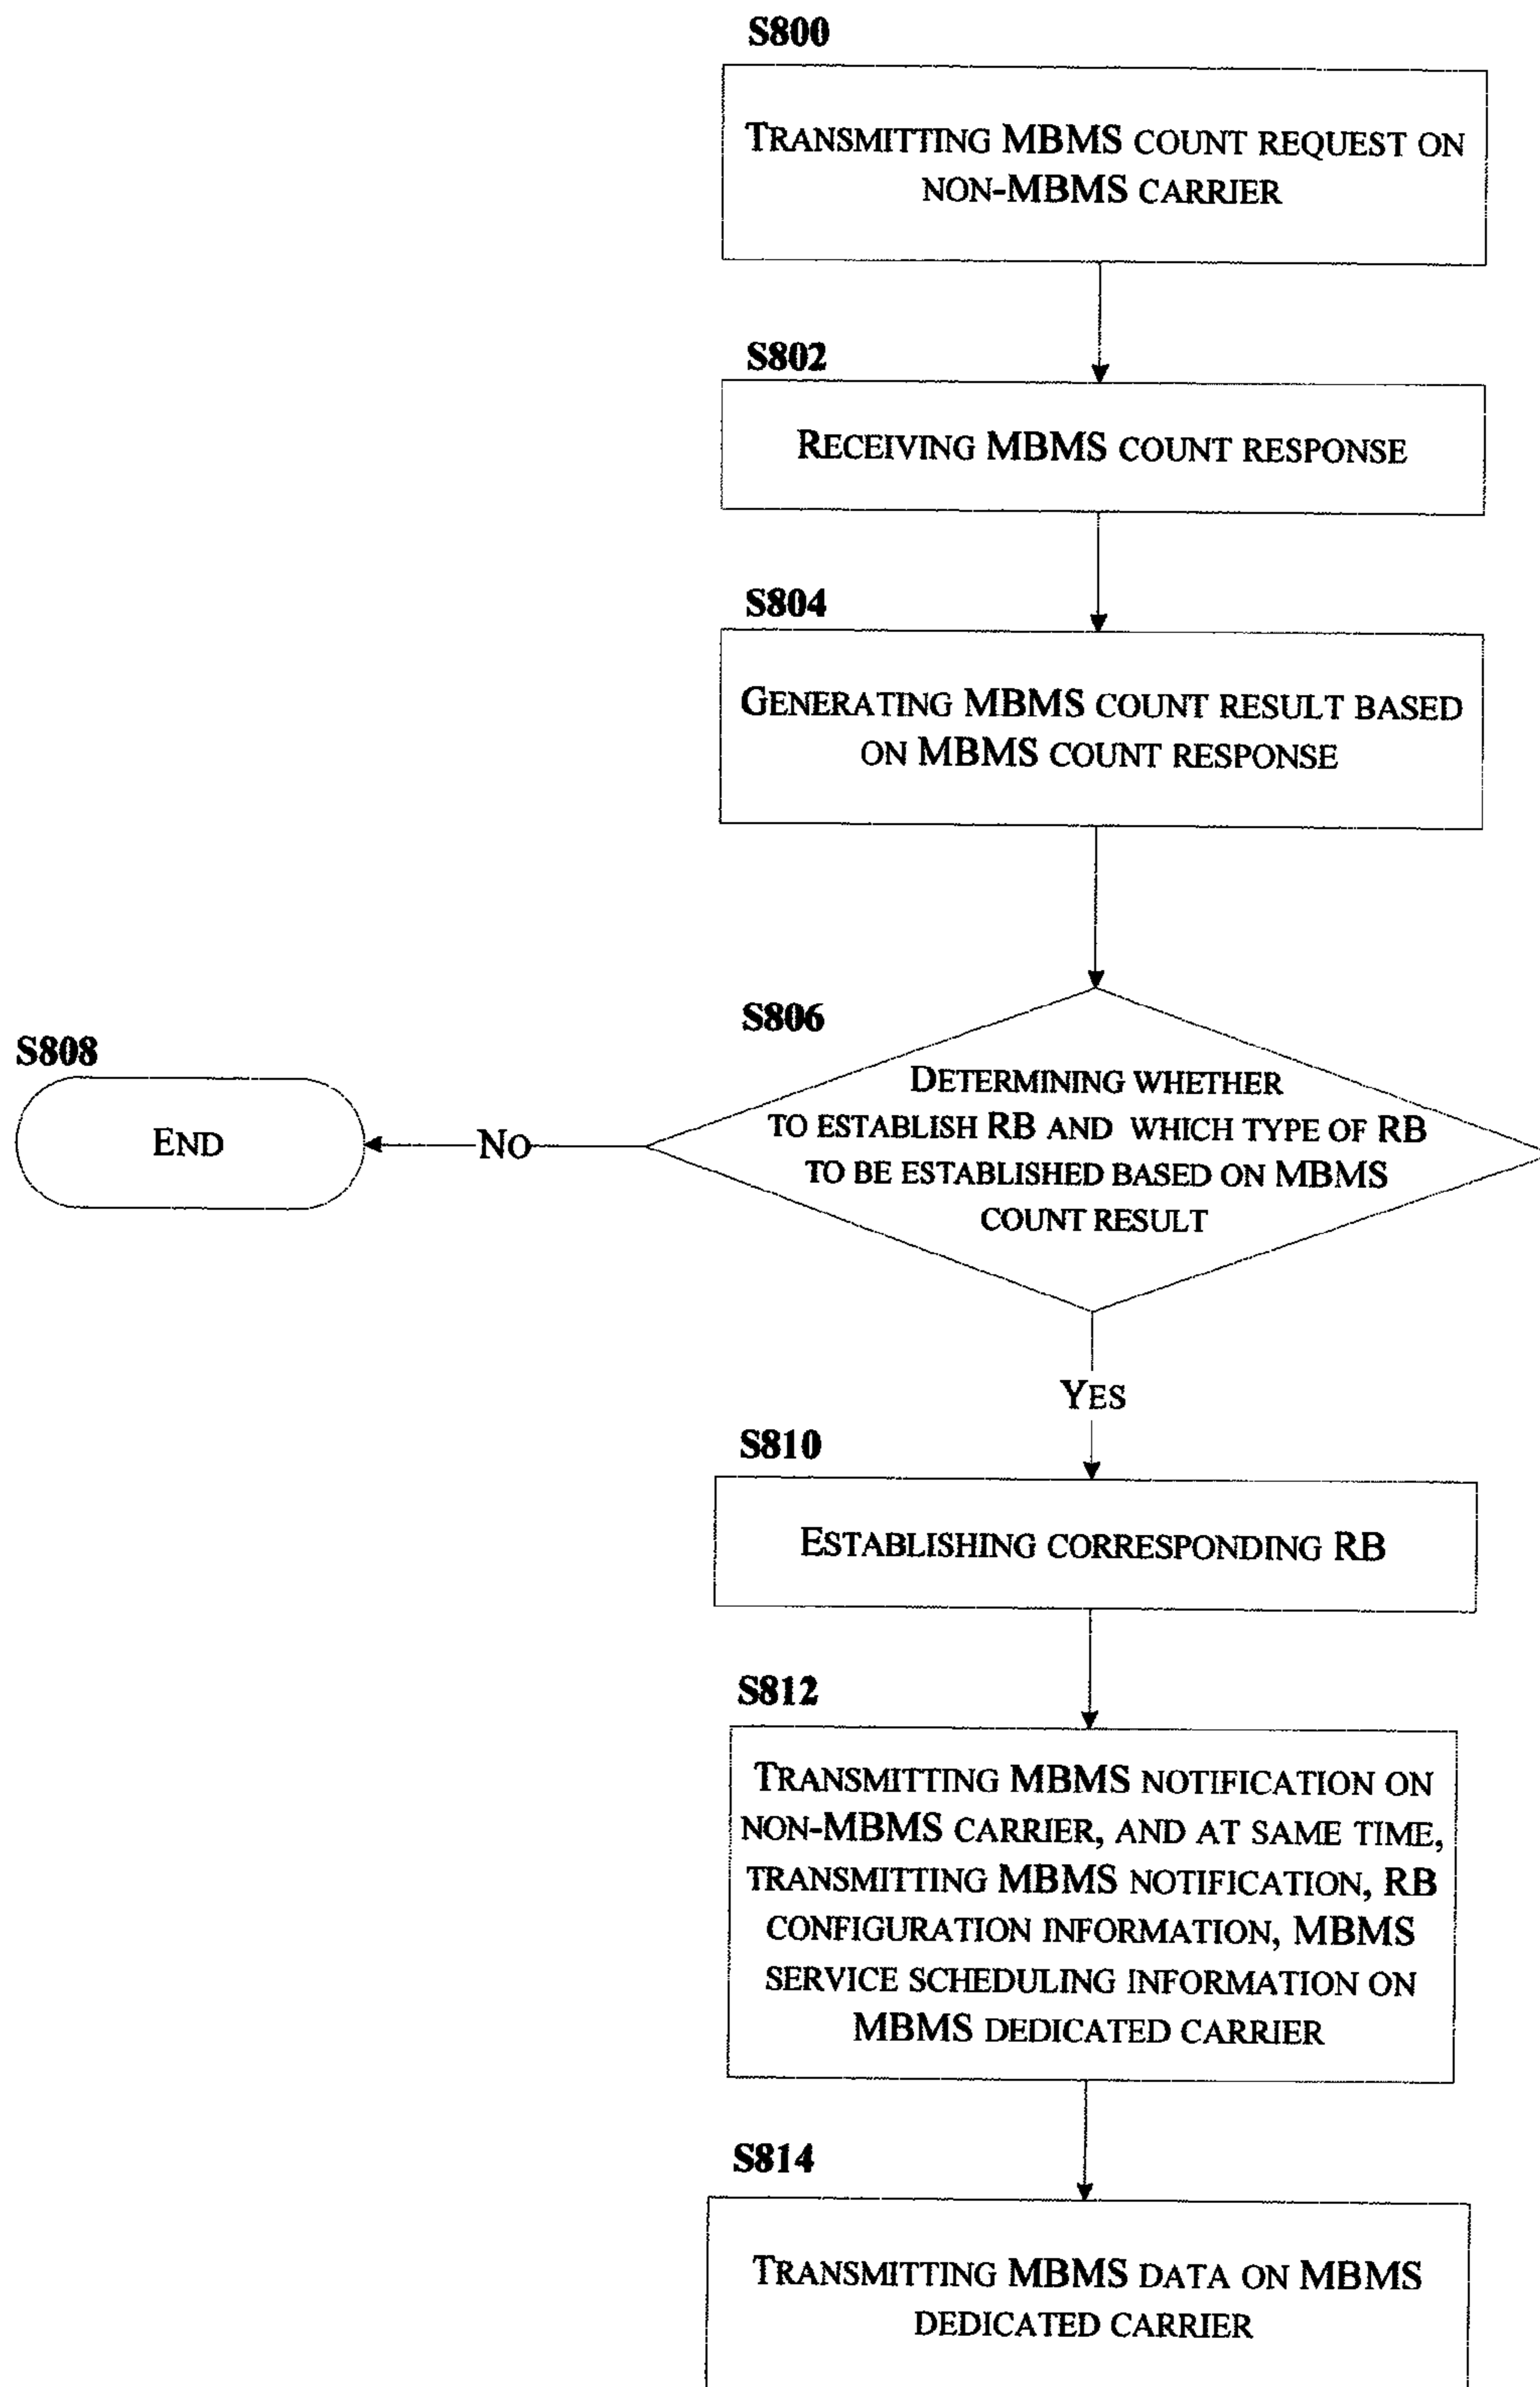 S800
TRANSMITTING MBMS COUNT REQUEST ON
NON-MBMS CARRIER
S802
RECEIVING MBMS COUNT RESPONSE
S804
GENERATING MBMS COUNT RESULT BASED
ON MBMS COUNT RESPONSE
S806
DETERMINING WHETHER
TO ESTABLISH RB AND WHICH TYPE OF RB
TO BE ESTABLISHED BASED ON MBMS
COUNT RESULT
S808
END
NO
YES
S810
ESTABLISHING CORRESPONDING RB
S812
TRANSMITTING MBMS NOTIFICATION ON
NON-MBMS CARRIER, AND AT SAME TIME,
TRANSMITTING MBMS NOTIFICATION, RB
CONFIGURATION INFORMATION, MBMS
SERVICE SCHEDULING INFORMATION ON
MBMS DEDICATED CARRIER
S814
TRANSMITTING MBMS DATA ON MBMS
DEDICATED CARRIER